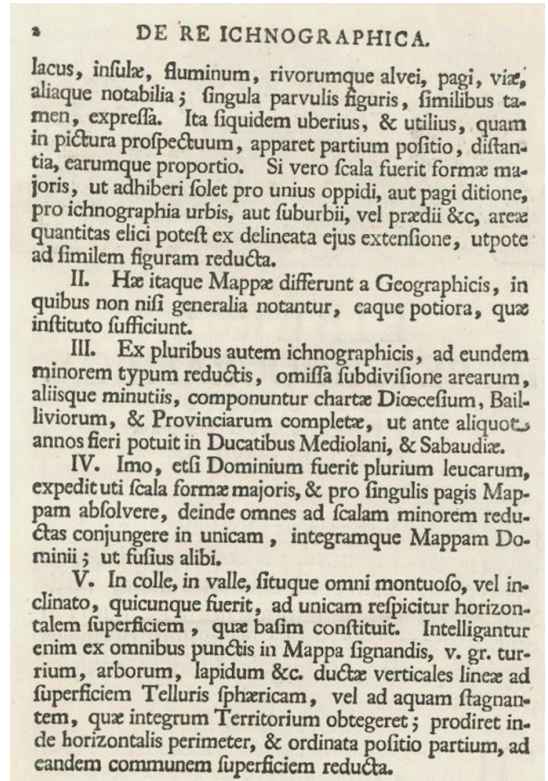 2 DE RE ICHNOGRAPHICA.
lacus, inſulæ, fluminum, rivorumque alvei, pagi, viæ,
aliaque notabilia; ſingula parvulis figuris, ſimilibus ta-
men, expreſſa. Ita ſiquidem uberius, & utilius, quam
in pictura proſpectuum, apparet partium poſitio, diſtan-
tia, earumque proportio. Si vero ſcala fuerit formæ ma-
joris, ut adhiberi ſolet pro unius oppidi, aut pagi ditione,
pro ichnographia urbis, aut ſuburbii, vel prædii &c, areæ
quantitas elici poteſt ex delineata ejus extenſione, utpote
ad ſimilem figuram reducta.
II. Hæ itaque Mappæ differunt a Geographicis, in
quibus non niſi generalia notantur, eaque potiora, quæ
inſtituto ſufficiunt.
III. Ex pluribus autem ichnographicis, ad eundem
minorem typum reductis, omiſſa ſubdiviſione arearum,
aliisque minutiis, componuntur chartæ Diœceſium, Bail-
liviorum, & Provinciarum completæ, ut ante aliquot
annos fieri potuit in Ducatibus Mediolani, & Sabaudiæ.
IV. Imo, etſi Dominium fuerit plurium leucarum,
expedit uti ſcala formæ majoris, & pro ſingulis pagis Map-
pam abſolvere, deinde omnes ad ſcalam minorem redu-
ctas conjungere in unicam, integramque Mappam Do-
minii; ut fuſius alibi.
V. In colle, in valle, ſituque omni montuoſo, vel in-
clinato, quicunque fuerit, ad unicam reſpicitur horizon-
talem ſuperficiem, quæ baſim conſtituit. Intelligantur
enim ex omnibus punctis in Mappa ſignandis, v. gr. tur-
rium, arborum, lapidum &c. ductæ verticales lineæ ad
ſuperficiem Telluris ſphæricam, vel ad aquam ſtagnan-
tem, quæ integrum Territorium obtegeret; prodiret in-
de horizontalis perimeter, & ordinata poſitio partium, ad
eandem communem ſuperficiem reducta.